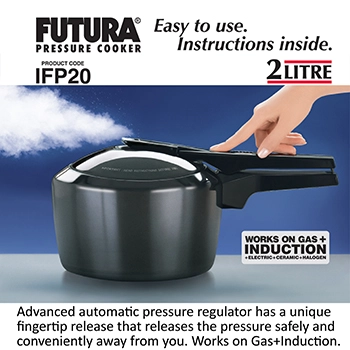 FUTURA®
PRESSURE COOKER
PRODUCT CODE
IFP20
Easy to use.
Instructions inside.
2 LITRE
WORKS ON GAS +
INDUCTION
+ELECTRIC+CERAMIC+HALOGEN
Advanced automatic pressure regulator has a unique
fingertip release that releases the pressure safely and
conveniently away from you. Works on Gas+Induction.